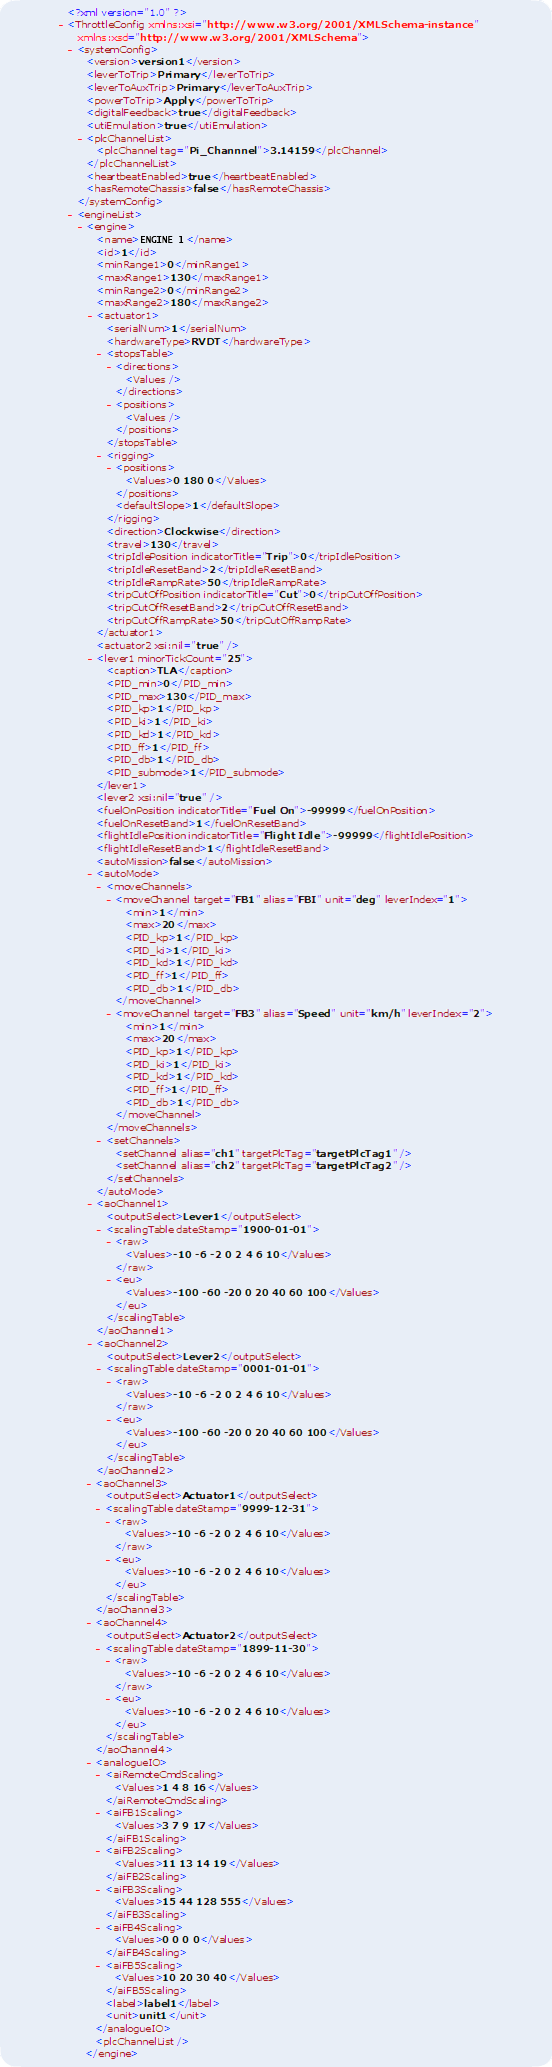 <?xml version="1.0" ?>
- <ThrottleConfig xmlns:xsi="http://www.w3.org/2001/XMLSchema-instance"
xmlns:xsd="http://www.w3.org/2001/XMLSchema">
- <systemConfig>
<version>version1</version>
<leverToTrip>Primary</leverToTrip>
<leverToAuxTrip>Primary</leverToAuxTrip>
<powerToTrip>Apply</powerToTrip>
<digitalFeedback>true</digitalFeedback>
<utiEmulation>true</utiEmulation>
- <plcChannelList>
<plcChannel tag="Pi_Channnel">3.14159</plcChannel>
</plcChannelList>
<heartbeatEnabled>true</heartbeatEnabled>
<hasRemoteChassis>false</hasRemoteChassis>
</systemConfig>
- <engineList>
- <engine>
<name>ENGINE 1 </name>
<id>1</id>
<minRange1>0</minRange1>
<maxRange1>130</maxRange1>
<minRange2>0</minRange2>
<maxRange2>180</maxRange2>
- <actuator1>
<serialNum>1</serialNum>
<hardwareType>RVDT</hardwareType>
- <stopsTable>
- <directions>
<Values />
</directions>
- <positions>
<Values />
</positions>
</stopsTable>
- <rigging>
- <positions>
<Values>0 180 0</Values>
</positions>
<defaultSlope>1</defaultSlope>
</rigging>
<direction>Clockwise</direction>
<travel>130</travel>
<tripIdlePosition indicatorTitle="Trip">0</tripIdlePosition>
<tripIdleResetBand>2</tripIdleResetBand>
<tripIdleRampRate>50</tripIdleRampRate>
<tripCutOffPosition indicatorTitle="Cut">0</tripCutOffPosition>
<tripCutOffResetBand>2</tripCutOffResetBand>
<tripCutOffRampRate>50</tripCutOffRampRate>
</actuator1>
<actuator2 xsi:nil="true" />
- <lever1 minorTickCount="25">
<caption>TLA</caption>
<PID_min>0</PID_min>
<PID_max>130</PID_max>
<PID_kp>1</PID_kp>
<PID_ki>1</PID_ki>
<PID_kd>1</PID_kd>
<PID_ff>1</PID_ff>
<PID_db>1</PID_db>
<PID_submode>1</PID_submode>
</lever1>
<lever2 xsi:nil="true" />
<fuelOnPosition indicatorTitle="Fuel On">-99999</fuelOnPosition>
<fuelOnResetBand>1</fuelOnResetBand>
<flightIdlePosition indicatorTitle="Flight Idle">-99999</flightIdlePosition>
<flightIdleResetBand>1</flightIdleResetBand>
<autoMission>false</autoMission>
- <autoMode>
- <moveChannels>
- <moveChannel target="FB1" alias="FBI" unit="deg" leverIndex="1">
<min>1</min>
<max>20</max>
<PID_kp>1</PID_kp>
<PID_ki>1</PID_ki>
<PID_kd>1</PID_kd>
<PID_ff>1</PID_ff>
<PID_db>1</PID_db>
</moveChannel>
- <moveChannel target="FB3" alias="Speed" unit="km/h" leverIndex="2">
<min>1</min>
<max>20</max>
<PID_kp>1</PID_kp>
<PID_ki>1</PID_ki>
<PID_kd>1</PID_kd>
<PID_ff>1</PID_ff>
<PID_db>1</PID_db>
</moveChannel>
</moveChannels>
- <setChannels>
<setChannel alias="ch1" targetPlcTag="targetPlcTag1" />
<setChannel alias="ch2" targetPlcTag="targetPlcTag2" />
</setChannels>
</autoMode>
- <aoChannel1>
<outputSelect>Lever1</outputSelect>
- <scalingTable dateStamp="1900-01-01">
- <raw>
<Values>-10 -6 -2 0 2 4 6 10</Values>
</raw>
- <eu>
<Values>-100 -60 -20 0 20 40 60 100</Values>
</eu>
</scalingTable>
</aoChannel1>
- <aoChannel2>
<outputSelect>Lever2</outputSelect>
- <scalingTable dateStamp="0001-01-01">
- <raw>
<Values>-10 -6 -2 0 2 4 6 10</Values>
</raw>
- <eu>
<Values>-100 -60 -20 0 20 40 60 100</Values>
</eu>
</scalingTable>
</aoChannel2>
- <aoChannel3>
<outputSelect>Actuator1</outputSelect>
- <scalingTable dateStamp="9999-12-31">
- <raw>
<Values>-10 -6 -2 0 2 4 6 10</Values>
</raw>
- <eu>
<Values>-10 -6 -2 0 2 4 6 10</Values>
</eu>
</scalingTable>
</aoChannel3>
- <aoChannel4>
<outputSelect>Actuator2</outputSelect>
- <scalingTable dateStamp="1899-11-30">
- <raw>
<Values>-10 -6 -2 0 2 4 6 10</Values>
</raw>
- <eu>
<Values>-10 -6 -2 0 2 4 6 10</Values>
</eu>
</scalingTable>
</aoChannel4>
- <analogueIO>
- <aiRemoteCmdScaling>
<Values>1 4 8 16</Values>
</aiRemoteCmdScaling>
- <aiFB1Scaling>
<Values>3 7 9 17</Values>
</aiFB1Scaling>
- <aiFB2Scaling>
<Values>11 13 14 19</Values>
</aiFB2Scaling>
- <aiFB3Scaling>
<Values>15 44 128 555</Values>
</aiFB3Scaling>
- <aiFB4Scaling>
<Values>0 0 0 0</Values>
</aiFB4Scaling>
- <aiFB5Scaling>
<Values>10 20 30 40</Values>
</aiFB5Scaling>
<label>label1</label>
<unit>unit1</unit>
</analogueIO>
<plcChannelList />
</engine>